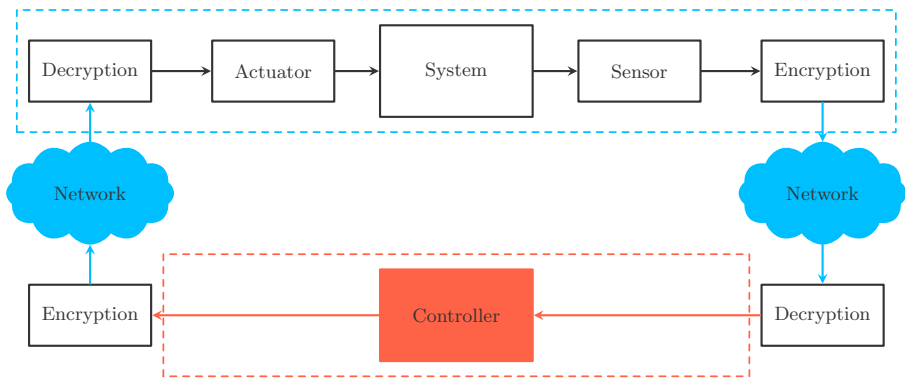 Decryption
Actuator
System
Sensor
Encryption
Network
Network
Encryption
Controller
Decryption